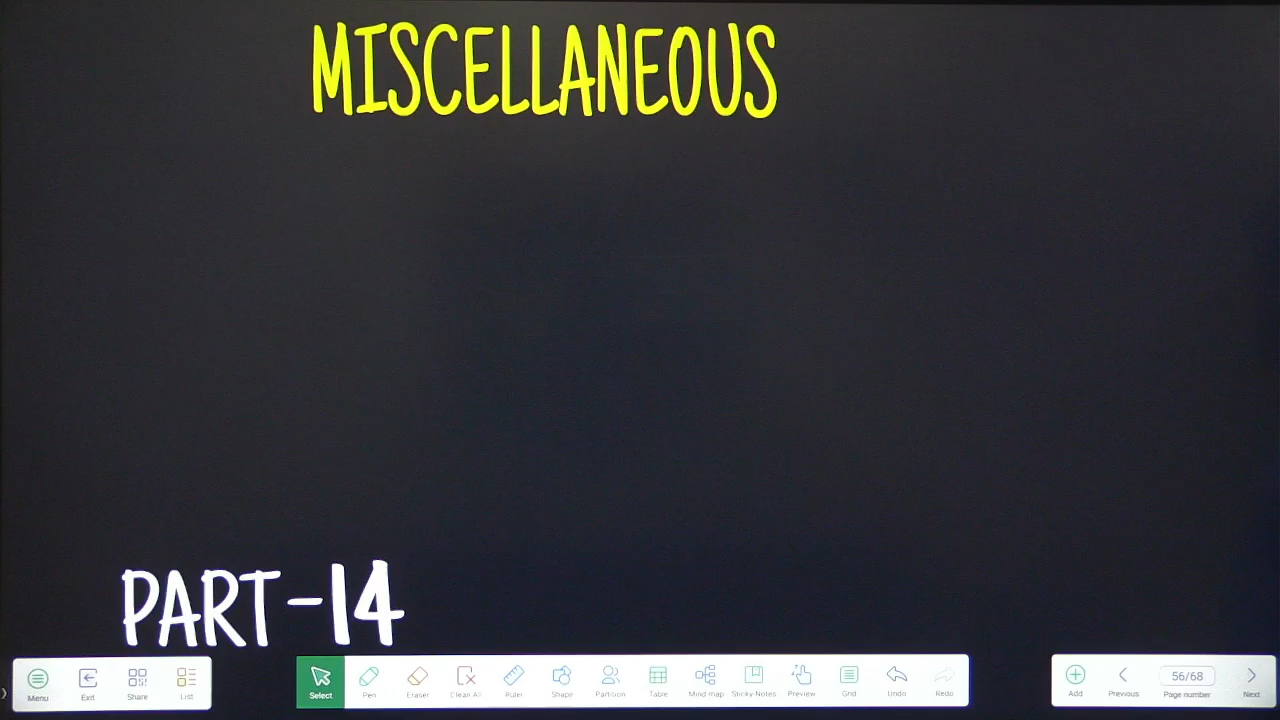 MISCELLANEOUS
PART-14
Menu Exit Share List Select Pen Eraser Clean All Ruler Shape Partition Table Mind map Sticky-Notes Preview Grid Undo Redo Add Previous 56/68 Page number Next